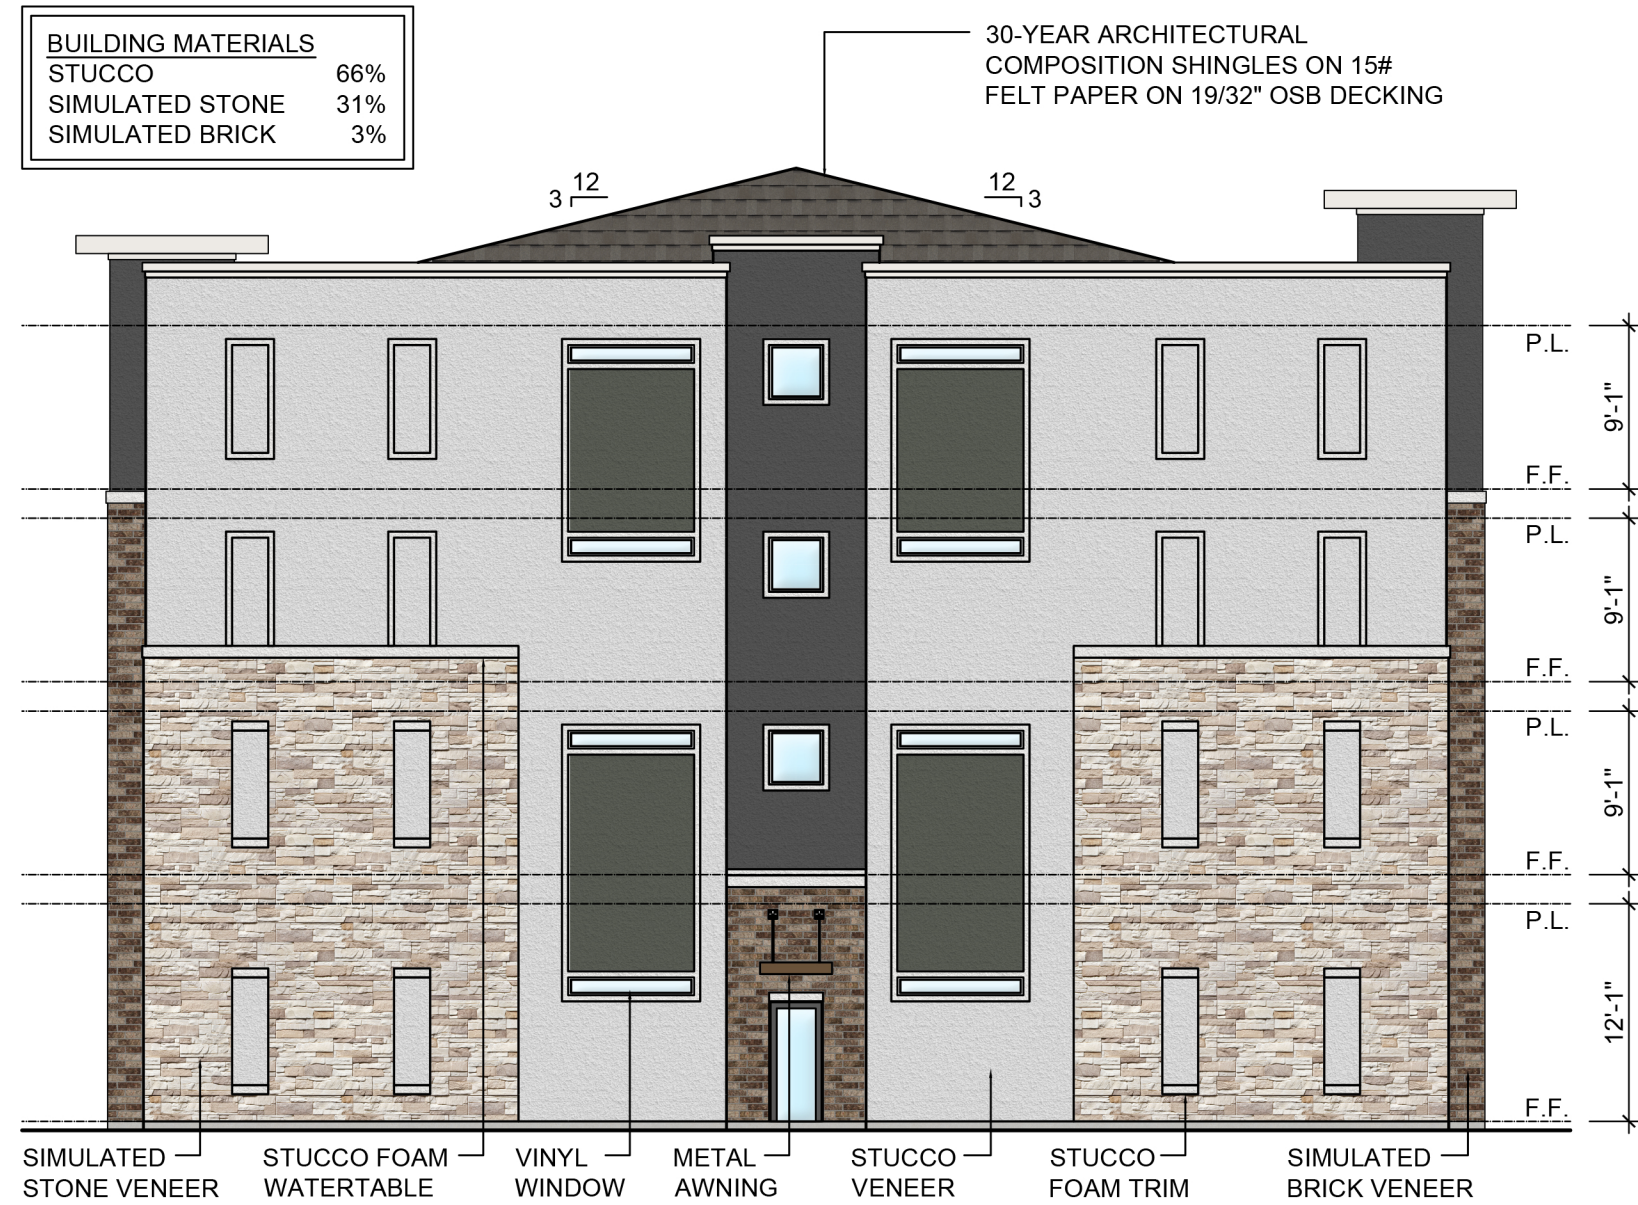 BUILDING MATERIALS
STUCCO 66%
SIMULATED STONE 31%
SIMULATED BRICK 3%
30-YEAR ARCHITECTURAL
COMPOSITION SHINGLES ON 15#
FELT PAPER ON 19/32" OSB DECKING
12
3
12
3
P.L.
9'-1"
F.F.
P.L.
9'-1"
F.F.
P.L.
9'-1"
F.F.
P.L.
12'-1"
F.F.
SIMULATED
STONE VENEER
STUCCO FOAM
WATERTABLE
VINYL
WINDOW
METAL
AWNING
STUCCO
VENEER
STUCCO
FOAM TRIM
SIMULATED
BRICK VENEER